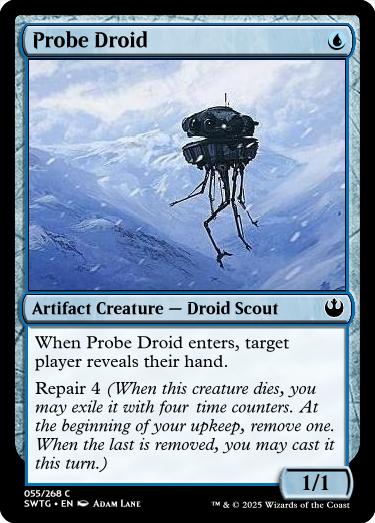 Probe Droid
Artifact Creature — Droid Scout
When Probe Droid enters, target
player reveals their hand.
Repair 4 (When this creature dies, you
may exile it with four time counters. At
the beginning of your upkeep, remove one.
When the last is removed, you may cast it
this turn.)
1/1
055/268 C
SWTG • EN Adam Lane
™ & © 2025 Wizards of the Coast